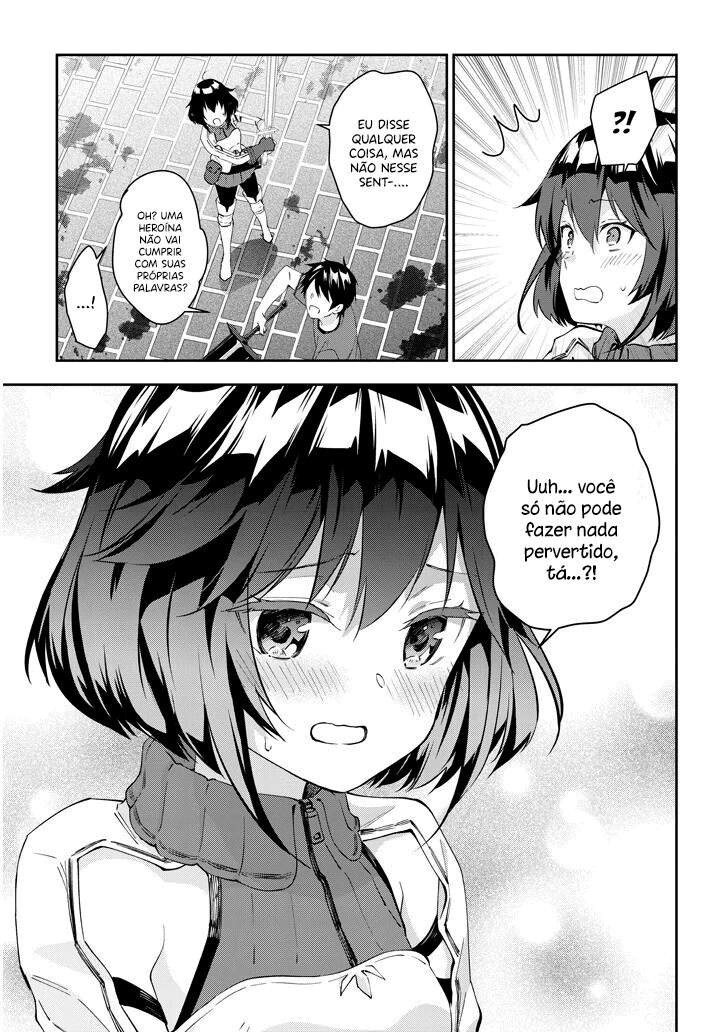 ?!
EU DISSE
QUALQUER
COISA, MAS
NÃO NESSE
SENT-....
OH? UMA
HEROÍNA
NÃO VAI
CUMPRIR
COM SUAS
PRÓPRIAS
PALAVRAS?
...!
Uuh... você
só não pode
fazer nada
pervertido,
tá...?!